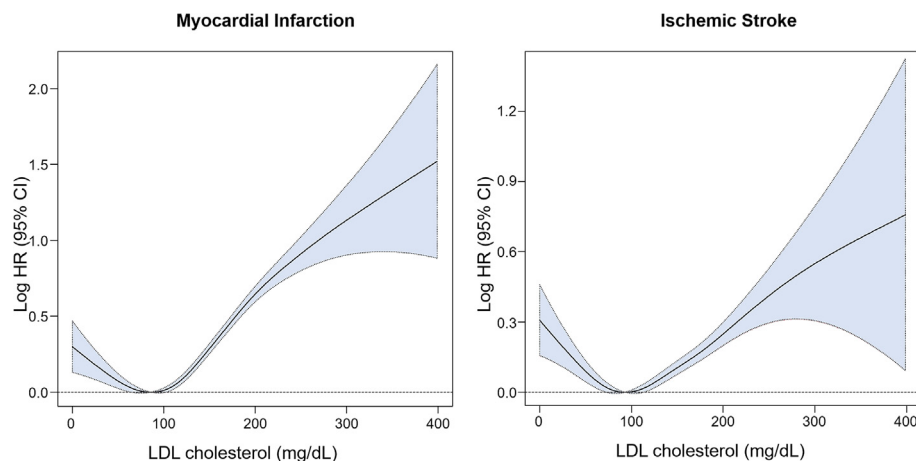 Myocardial Infarction
Log HR (95% CI)
2.0
1.5
1.0
0.5
0.0
0 100 200 300 400
LDL cholesterol (mg/dL)
Ischemic Stroke
Log HR (95% CI)
1.2
0.9
0.6
0.3
0.0
0 100 200 300 400
LDL cholesterol (mg/dL)